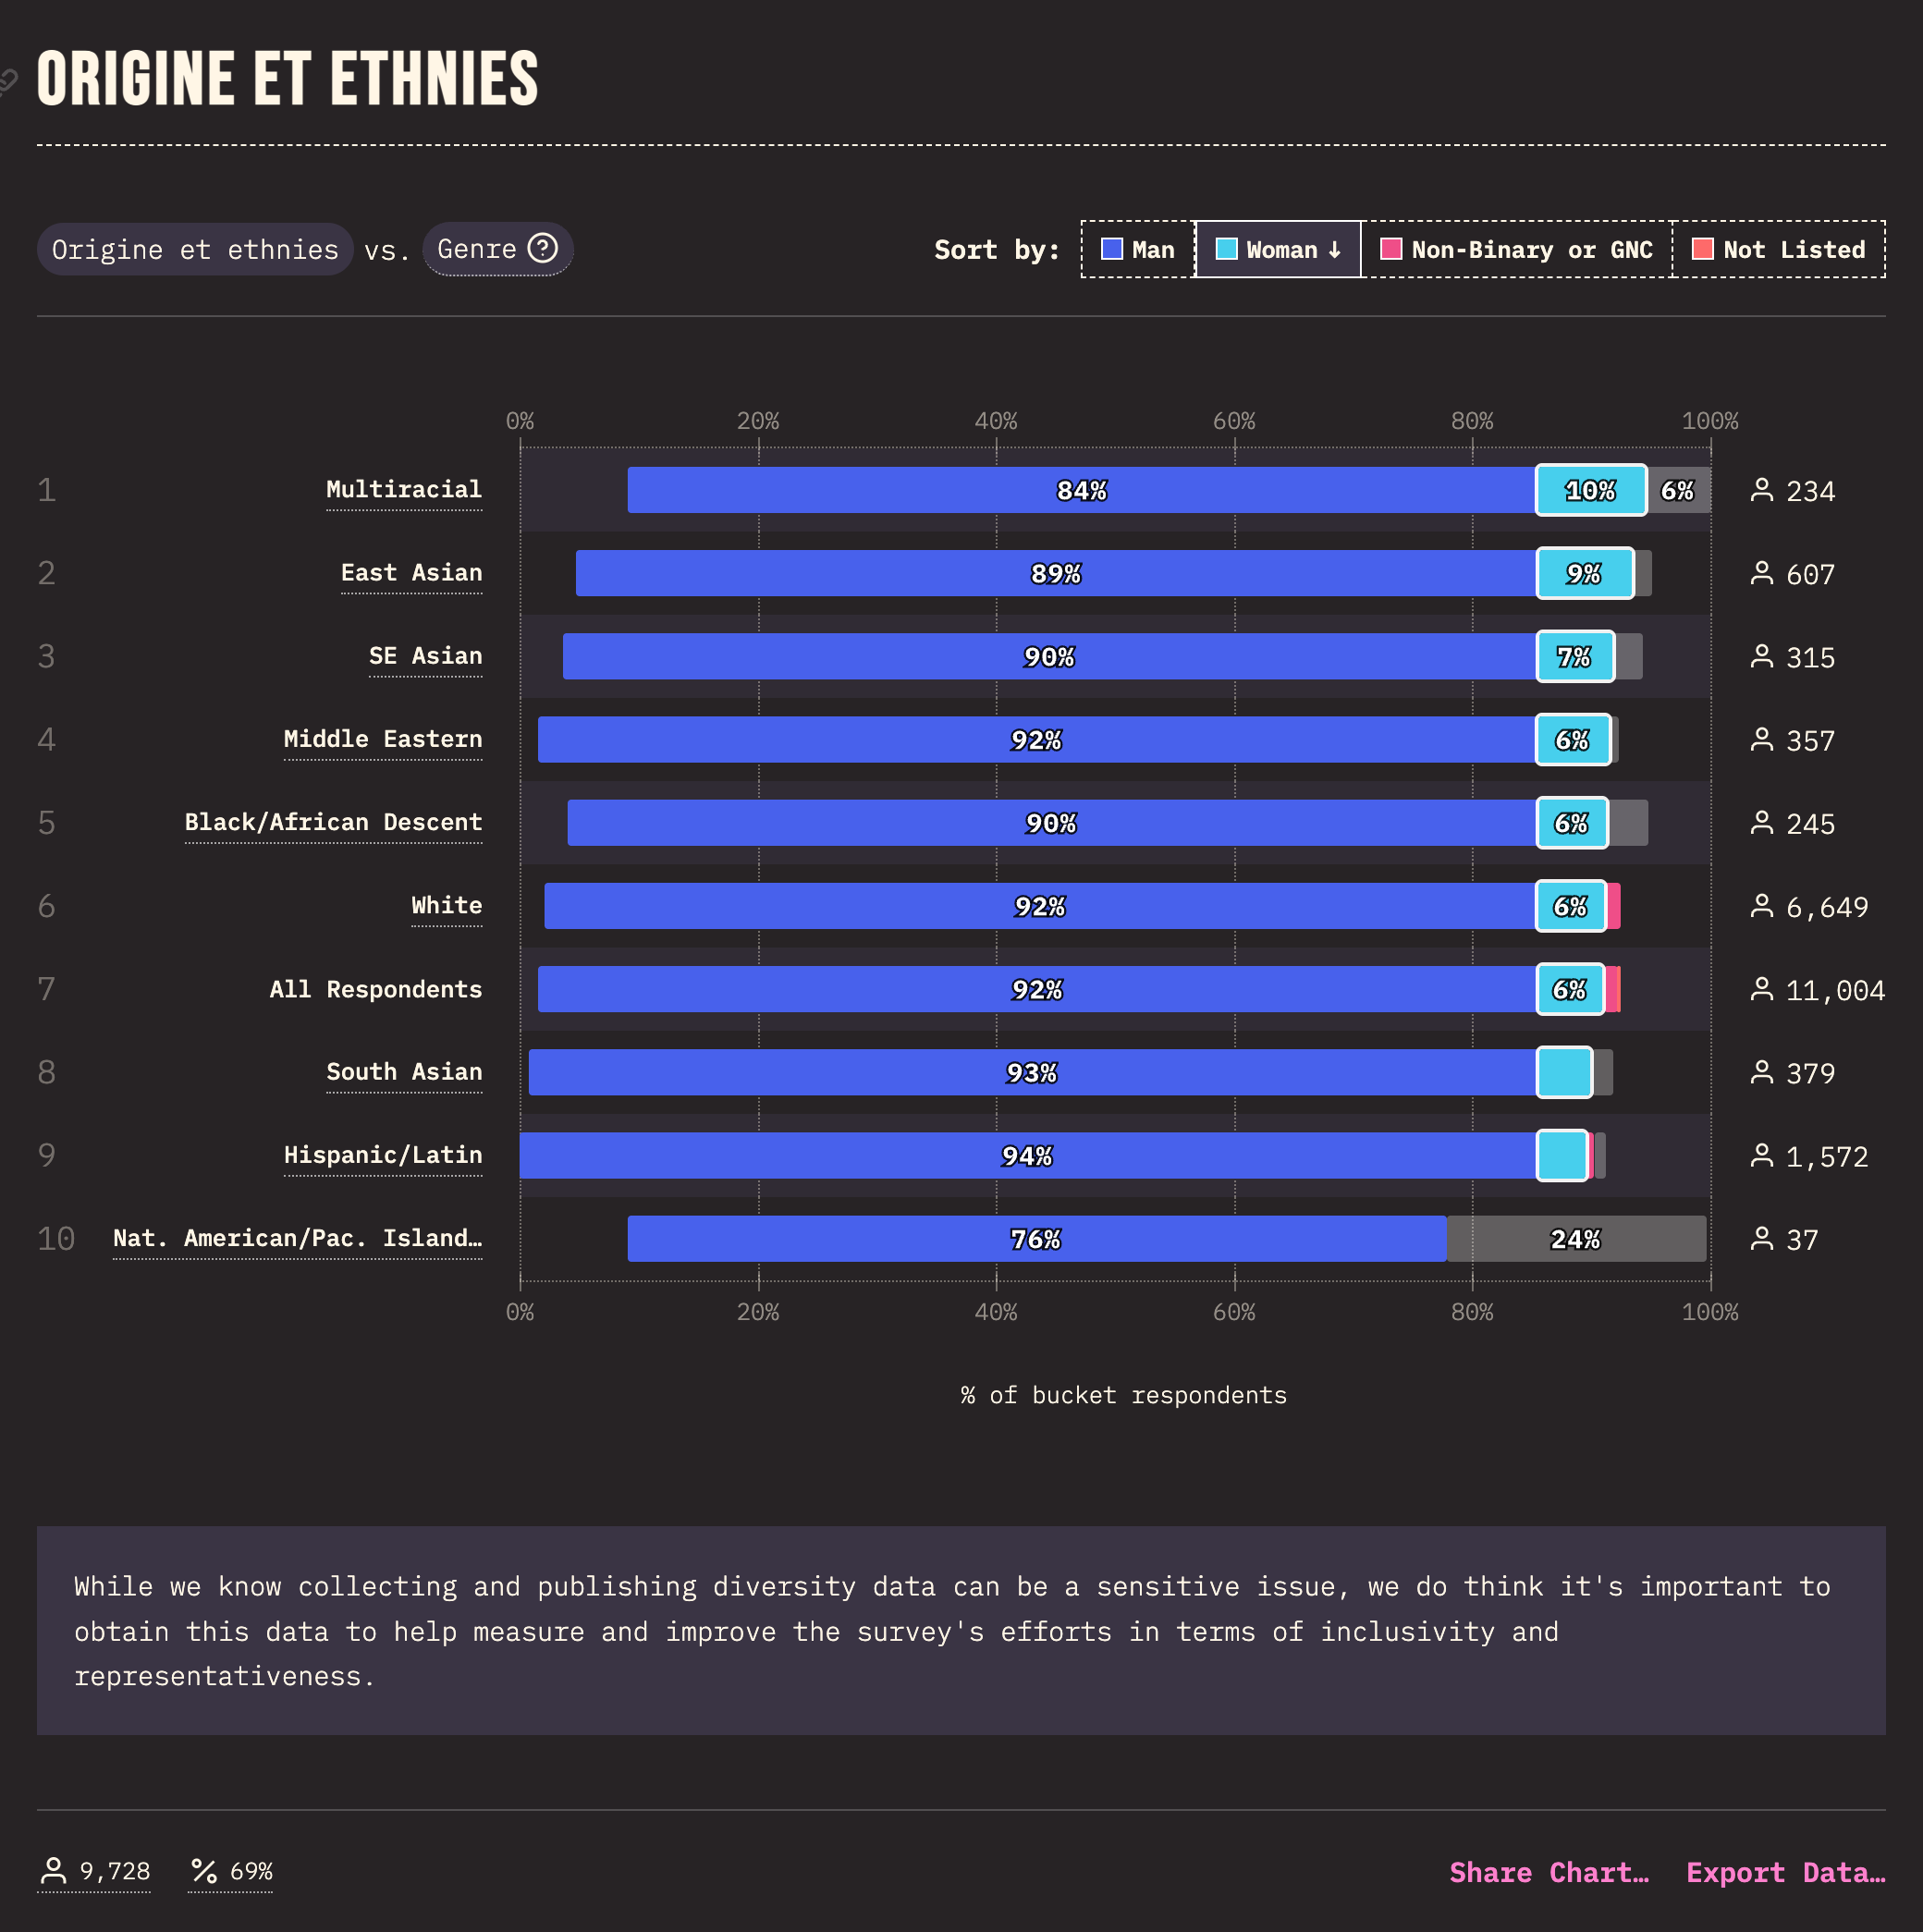 ORIGINE ET ETHNIES
Origine et ethnies vs. Genre ? Sort by: Man Woman ↓ Non-Binary or GNC Not Listed
0% 20% 40% 60% 80% 100%
1 Multiracial 84% 10% 6% 234
2 East Asian 89% 9% 607
3 SE Asian 90% 7% 315
4 Middle Eastern 92% 6% 357
5 Black/African Descent 90% 6% 245
6 White 92% 6% 6,649
7 All Respondents 92% 6% 11,004
8 South Asian 93% 379
9 Hispanic/Latin 94% 1,572
10 Nat. American/Pac. Island… 76% 24% 37
0% 20% 40% 60% 80% 100%
% of bucket respondents
While we know collecting and publishing diversity data can be a sensitive issue, we do think it's important to
obtain this data to help measure and improve the survey's efforts in terms of inclusivity and
representativeness.
9,728 % 69% Share Chart… Export Data…